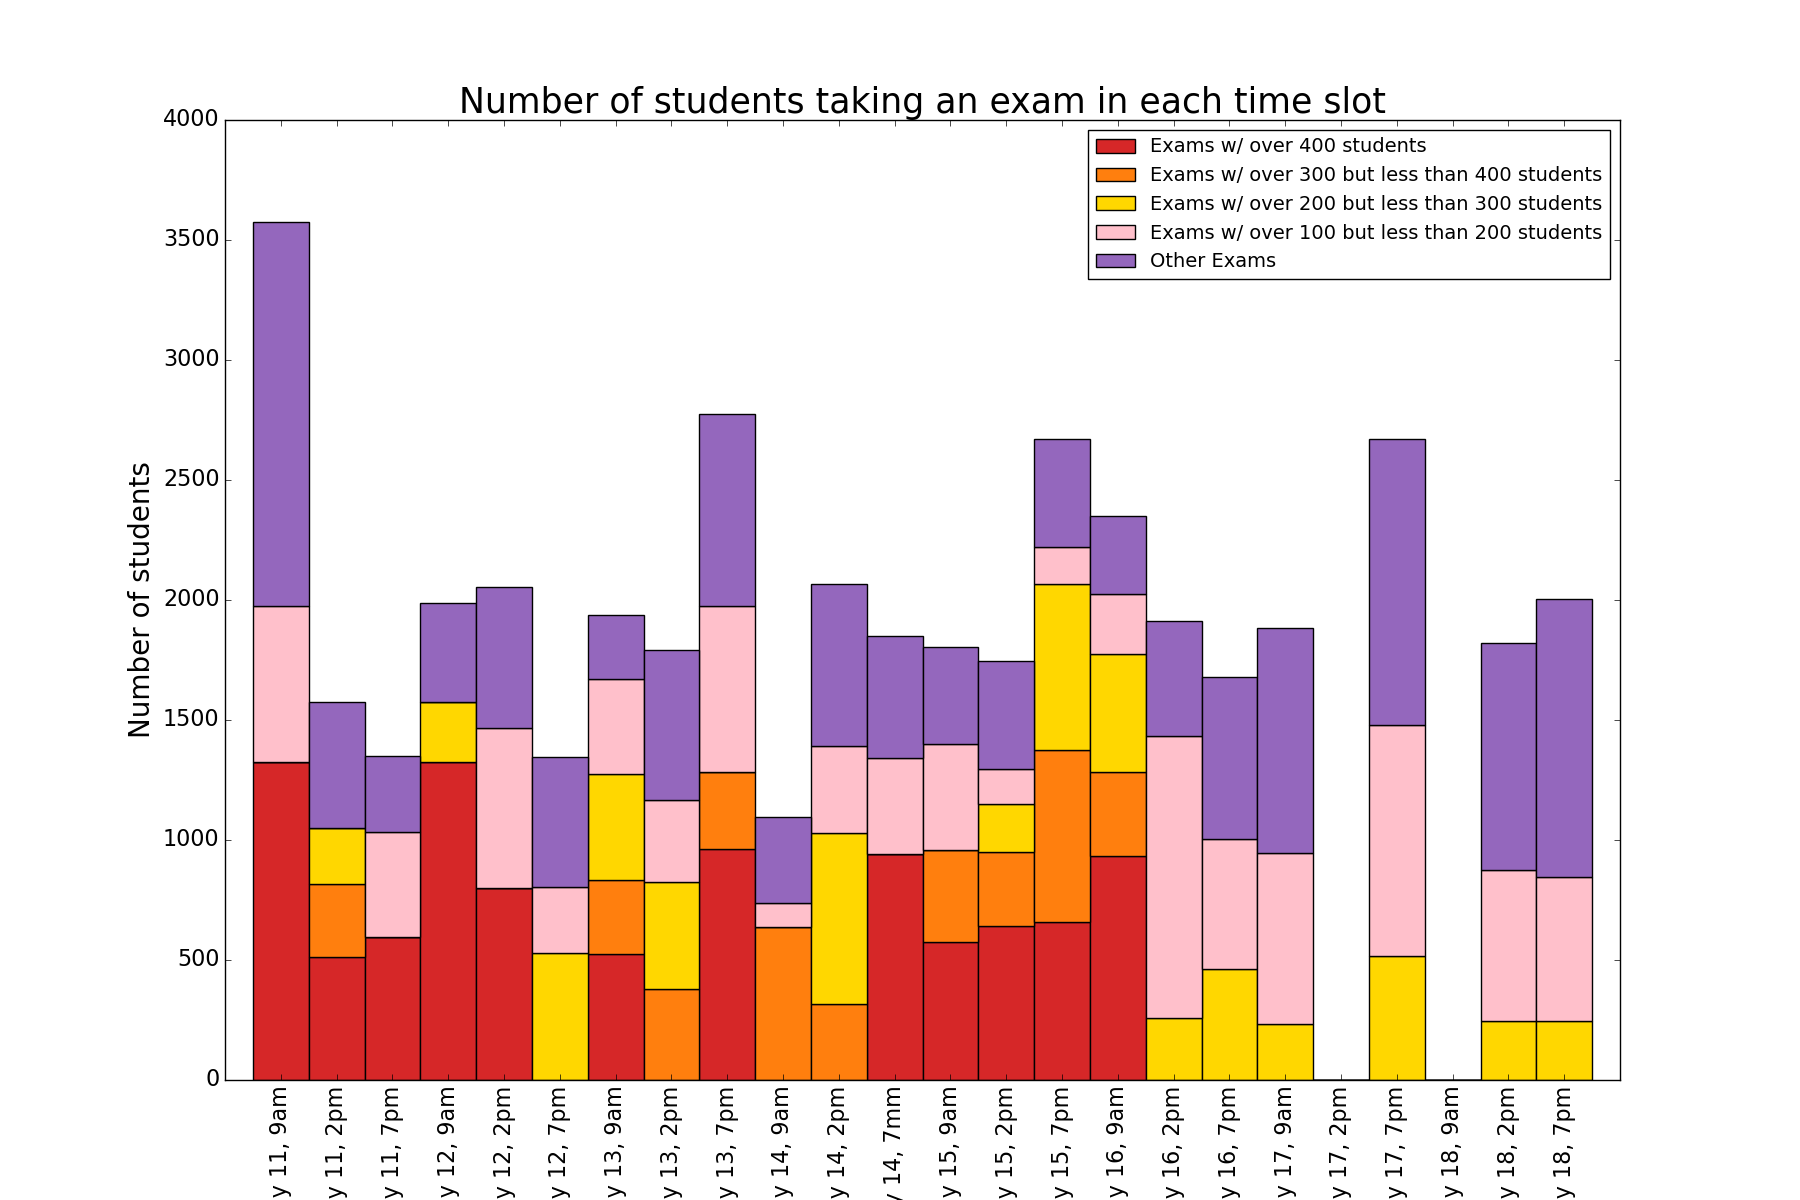 Number of students taking an exam in each time slot
4000
3500
3000
2500
2000
1500
1000
500
0
Number of students
Exams w/ over 400 students
Exams w/ over 300 but less than 400 students
Exams w/ over 200 but less than 300 students
Exams w/ over 100 but less than 200 students
Other Exams
y 11, 9am
y 11, 2pm
y 11, 7pm
y 12, 9am
y 12, 2pm
y 12, 7pm
y 13, 9am
y 13, 2pm
y 13, 7pm
y 14, 9am
y 14, 2pm
y 14, 7mm
y 15, 9am
y 15, 2pm
y 15, 7pm
y 16, 9am
y 16, 2pm
y 16, 7pm
y 17, 9am
y 17, 2pm
y 17, 7pm
y 18, 9am
y 18, 2pm
y 18, 7pm